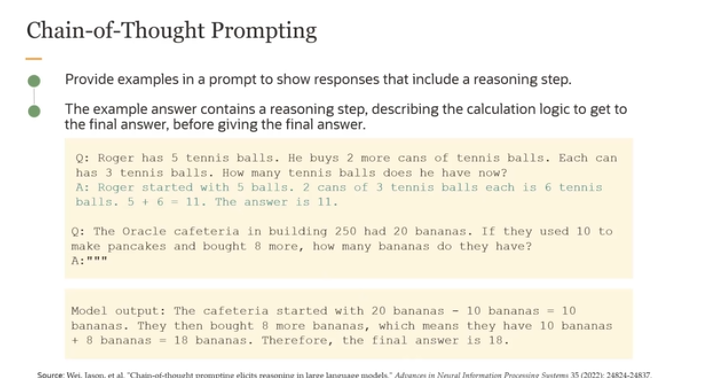 Chain-of-Thought Prompting
Provide examples in a prompt to show responses that include a reasoning step.
The example answer contains a reasoning step, describing the calculation logic to get to
the final answer, before giving the final answer.
Q: Roger has 5 tennis balls. He buys 2 more cans of tennis balls. Each can
has 3 tennis balls. How many tennis balls does he have now?
A: Roger started with 5 balls. 2 cans of 3 tennis balls each is 6 tennis
balls. 5 + 6 = 11. The answer is 11.
Q: The Oracle cafeteria in building 250 had 20 bananas. If they used 10 to
make pancakes and bought 8 more, how many bananas do they have?
A:"""
Model output: The cafeteria started with 20 bananas - 10 bananas = 10
bananas. They then bought 8 more bananas, which means they have 10 bananas
+ 8 bananas = 18 bananas. Therefore, the final answer is 18.
Source: Wei, Jason, et al. "Chain-of-thought prompting elicits reasoning in large language models." Advances in Neural Information Processing Systems 35 (2022): 24824-24837.